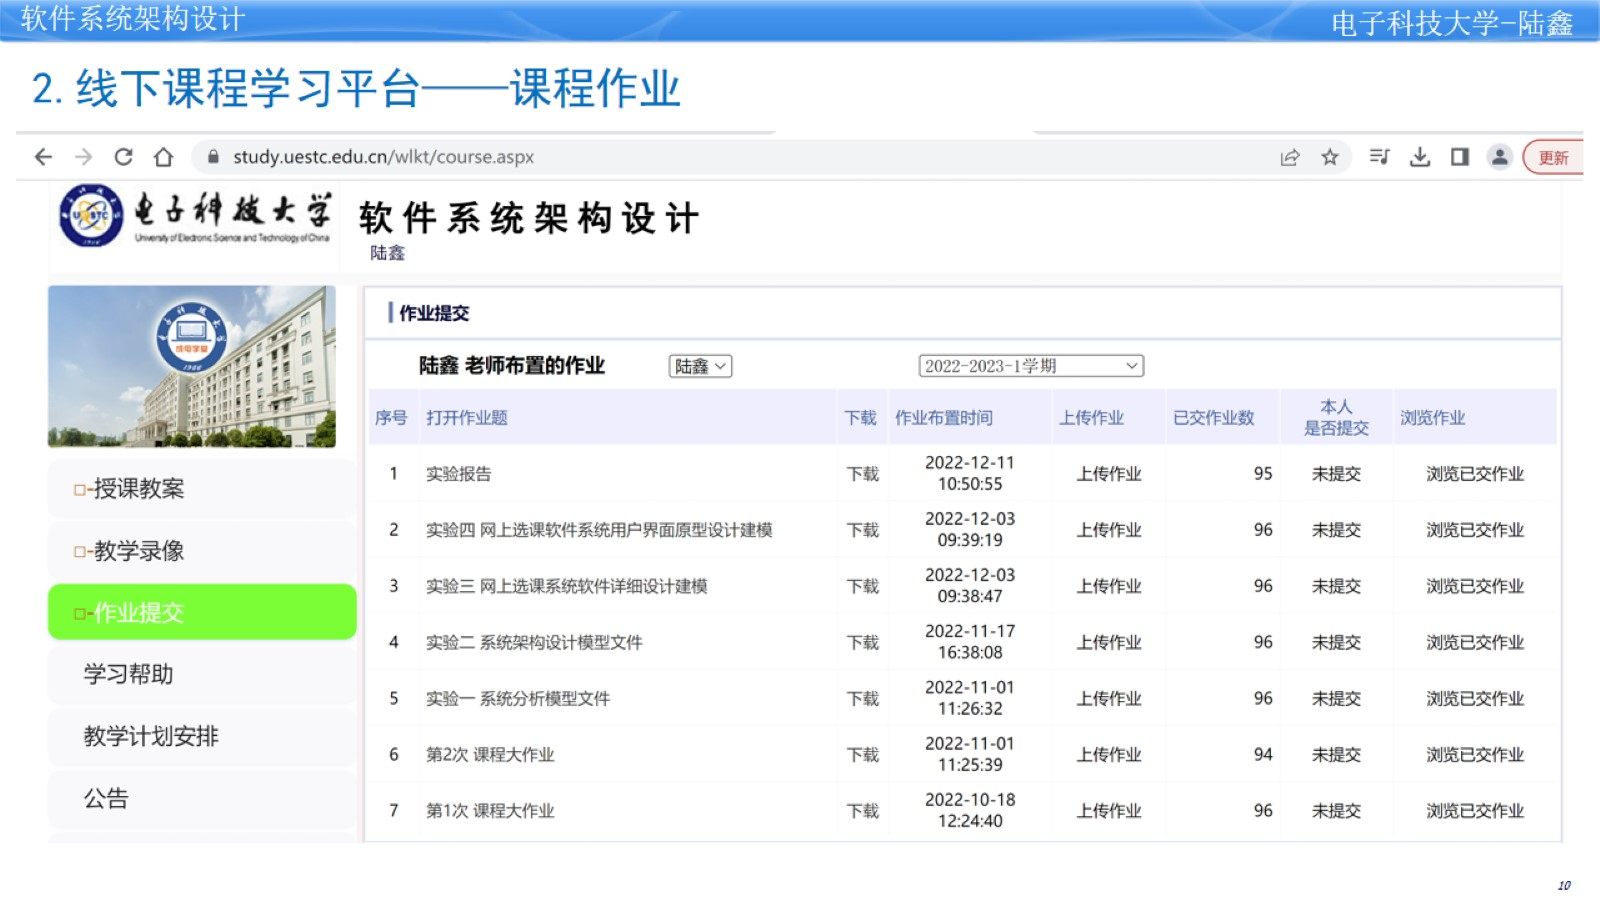 软件系统架构设计
电子科技大学-陆鑫
2. 线下课程学习平台——课程作业
study.uestc.edu.cn/wlkt/course.aspx
更新
电子科技大学
University of Electronic Science and Technology of China
软件系统架构设计
陆鑫
作业提交
陆鑫 老师布置的作业 陆鑫 2022-2023-1学期
序号 打开作业题 下载 作业布置时间 上传作业 已交作业数 本人是否提交 浏览作业
1 实验报告 下载 2022-12-11 10:50:55 上传作业 95 未提交 浏览已交作业
2 实验四 网上选课软件系统用户界面原型设计建模 下载 2022-12-03 09:39:19 上传作业 96 未提交 浏览已交作业
3 实验三 网上选课系统软件详细设计建模 下载 2022-12-03 09:38:47 上传作业 96 未提交 浏览已交作业
4 实验二 系统架构设计模型文件 下载 2022-11-17 16:38:08 上传作业 96 未提交 浏览已交作业
5 实验一 系统分析模型文件 下载 2022-11-01 11:26:32 上传作业 96 未提交 浏览已交作业
6 第2次 课程大作业 下载 2022-11-01 11:25:39 上传作业 94 未提交 浏览已交作业
7 第1次 课程大作业 下载 2022-10-18 12:24:40 上传作业 96 未提交 浏览已交作业
□-授课教案
□-教学录像
□-作业提交
学习帮助
教学计划安排
公告
10